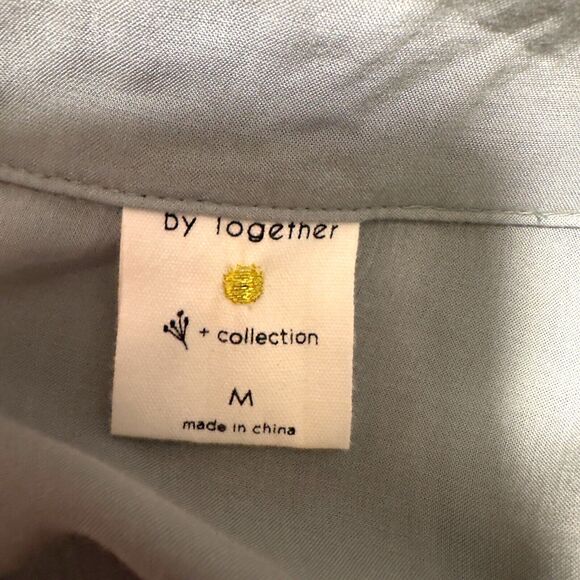 by Together
+ collection
M
made in china